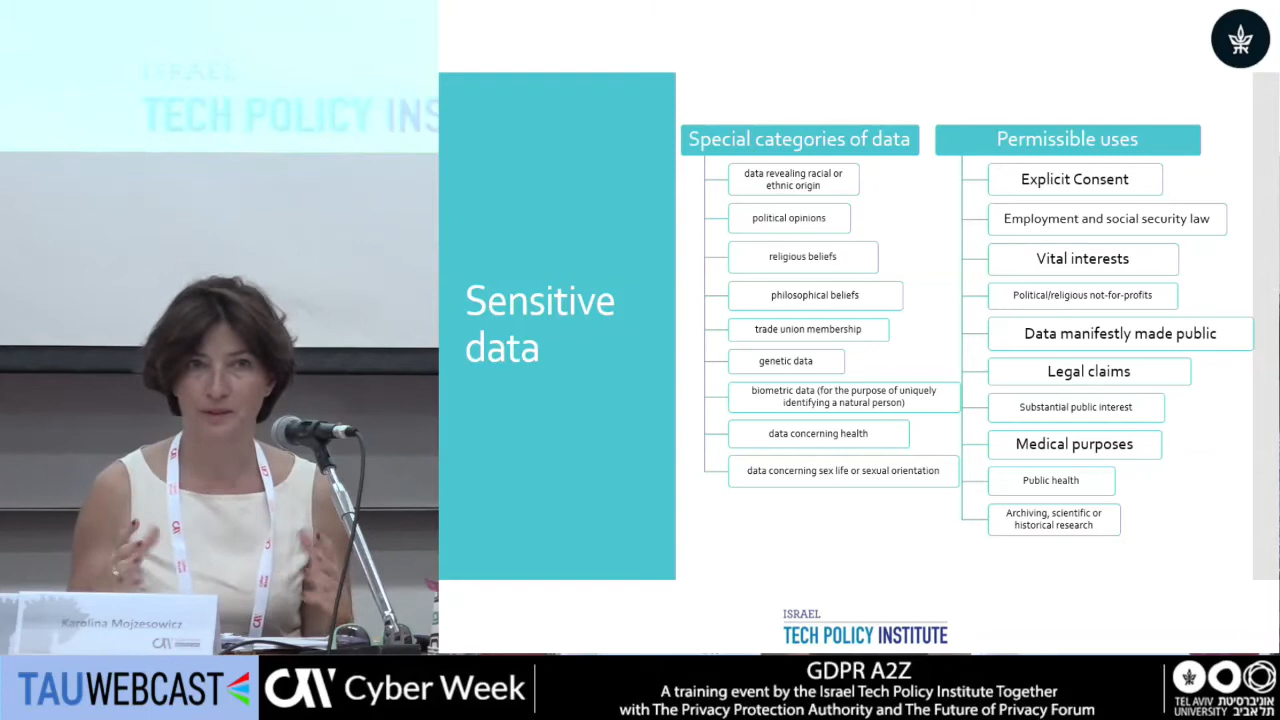 ISRAEL
TECH POLICY INS
Sensitive
data
Special categories of data
data revealing racial or
ethnic origin
political opinions
religious beliefs
philosophical beliefs
trade union membership
genetic data
biometric data (for the purpose of uniquely
identifying a natural person)
data concerning health
data concerning sex life or sexual orientation
Permissible uses
Explicit Consent
Employment and social security law
Vital interests
Political/religious not-for-profits
Data manifestly made public
Legal claims
Substantial public interest
Medical purposes
Public health
Archiving, scientific or
historical research
ISRAEL
TECH POLICY INSTITUTE
Karolina Mojzesowicz
TAUWEBCAST
Cyber Week
GDPR A2Z
A training event by the Israel Tech Policy Institute Together
with The Privacy Protection Authority and The Future of Privacy Forum
TEL AVIV אוניברסיטת
UNIVERSITY תל אביב